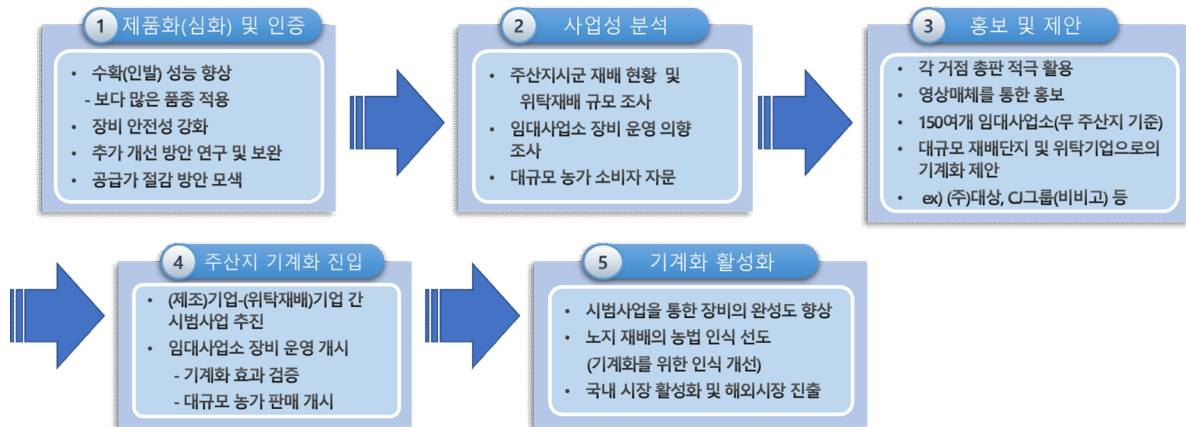 1 제품화(심화) 및 인증
• 수확(인발) 성능 향상
- 보다 많은 품종 적용
• 장비 안전성 강화
• 추가 개선 방안 연구 및 보완
• 공급가 절감 방안 모색
2 사업성 분석
• 주산지시군 재배 현황 및
위탁재배 규모 조사
• 임대사업소 장비 운영 의향
조사
• 대규모 농가 소비자 자문
3 홍보 및 제안
• 각 거점 총판 적극 활용
• 영상매체를 통한 홍보
• 150여개 임대사업소(무 주산지 기준)
• 대규모 재배단지 및 위탁기업으로의
기계화 제안
• ex) (주)대상, CJ그룹(비비고) 등
4 주산지 기계화 진입
• (제조)기업-(위탁재배)기업 간
시범사업 추진
• 임대사업소 장비 운영 개시
- 기계화 효과 검증
- 대규모 농가 판매 개시
5 기계화 활성화
• 시범사업을 통한 장비의 완성도 향상
• 노지 재배의 농법 인식 선도
(기계화를 위한 인식 개선)
• 국내 시장 활성화 및 해외시장 진출